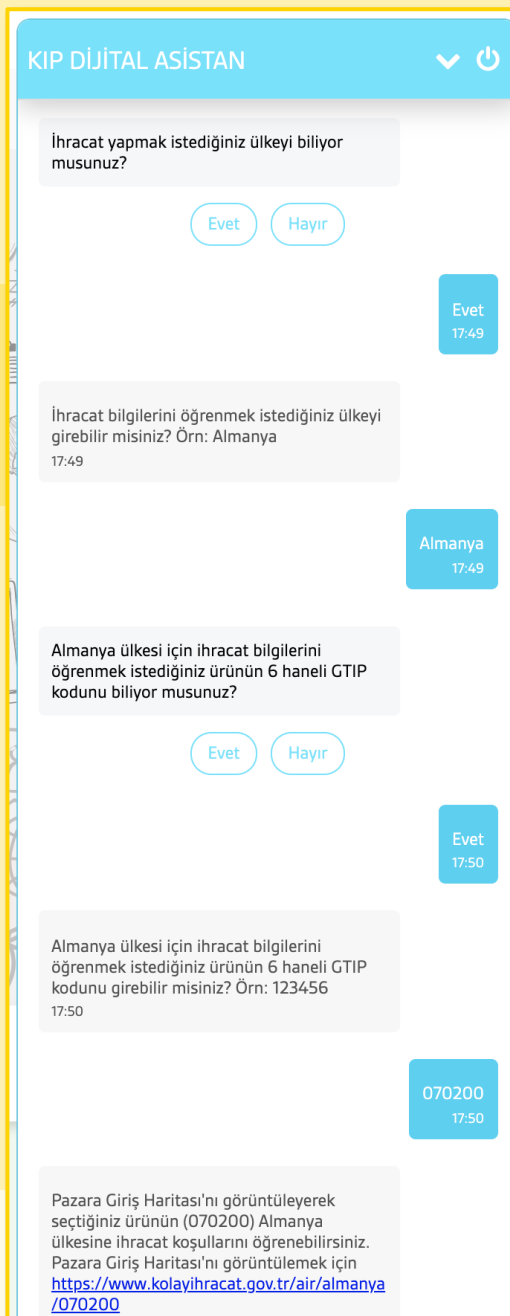 KIP DİJİTAL ASİSTAN
İhracat yapmak istediğiniz ülkeyi biliyor
musunuz?
Evet Hayır
Evet
17:49
İhracat bilgilerini öğrenmek istediğiniz ülkeyi
girebilir misiniz? Örn: Almanya
17:49
Almanya
17:49
Almanya ülkesi için ihracat bilgilerini
öğrenmek istediğiniz ürünün 6 haneli GTIP
kodunu biliyor musunuz?
Evet Hayır
Evet
17:50
Almanya ülkesi için ihracat bilgilerini
öğrenmek istediğiniz ürünün 6 haneli GTIP
kodunu girebilir misiniz? Örn: 123456
17:50
070200
17:50
Pazara Giriş Haritası'nı görüntüleyerek
seçtiğiniz ürünün (070200) Almanya
ülkesine ihracat koşullarını öğrenebilirsiniz.
Pazara Giriş Haritası'nı görüntülemek için
https://www.kolayihracat.gov.tr/air/almanya
/070200